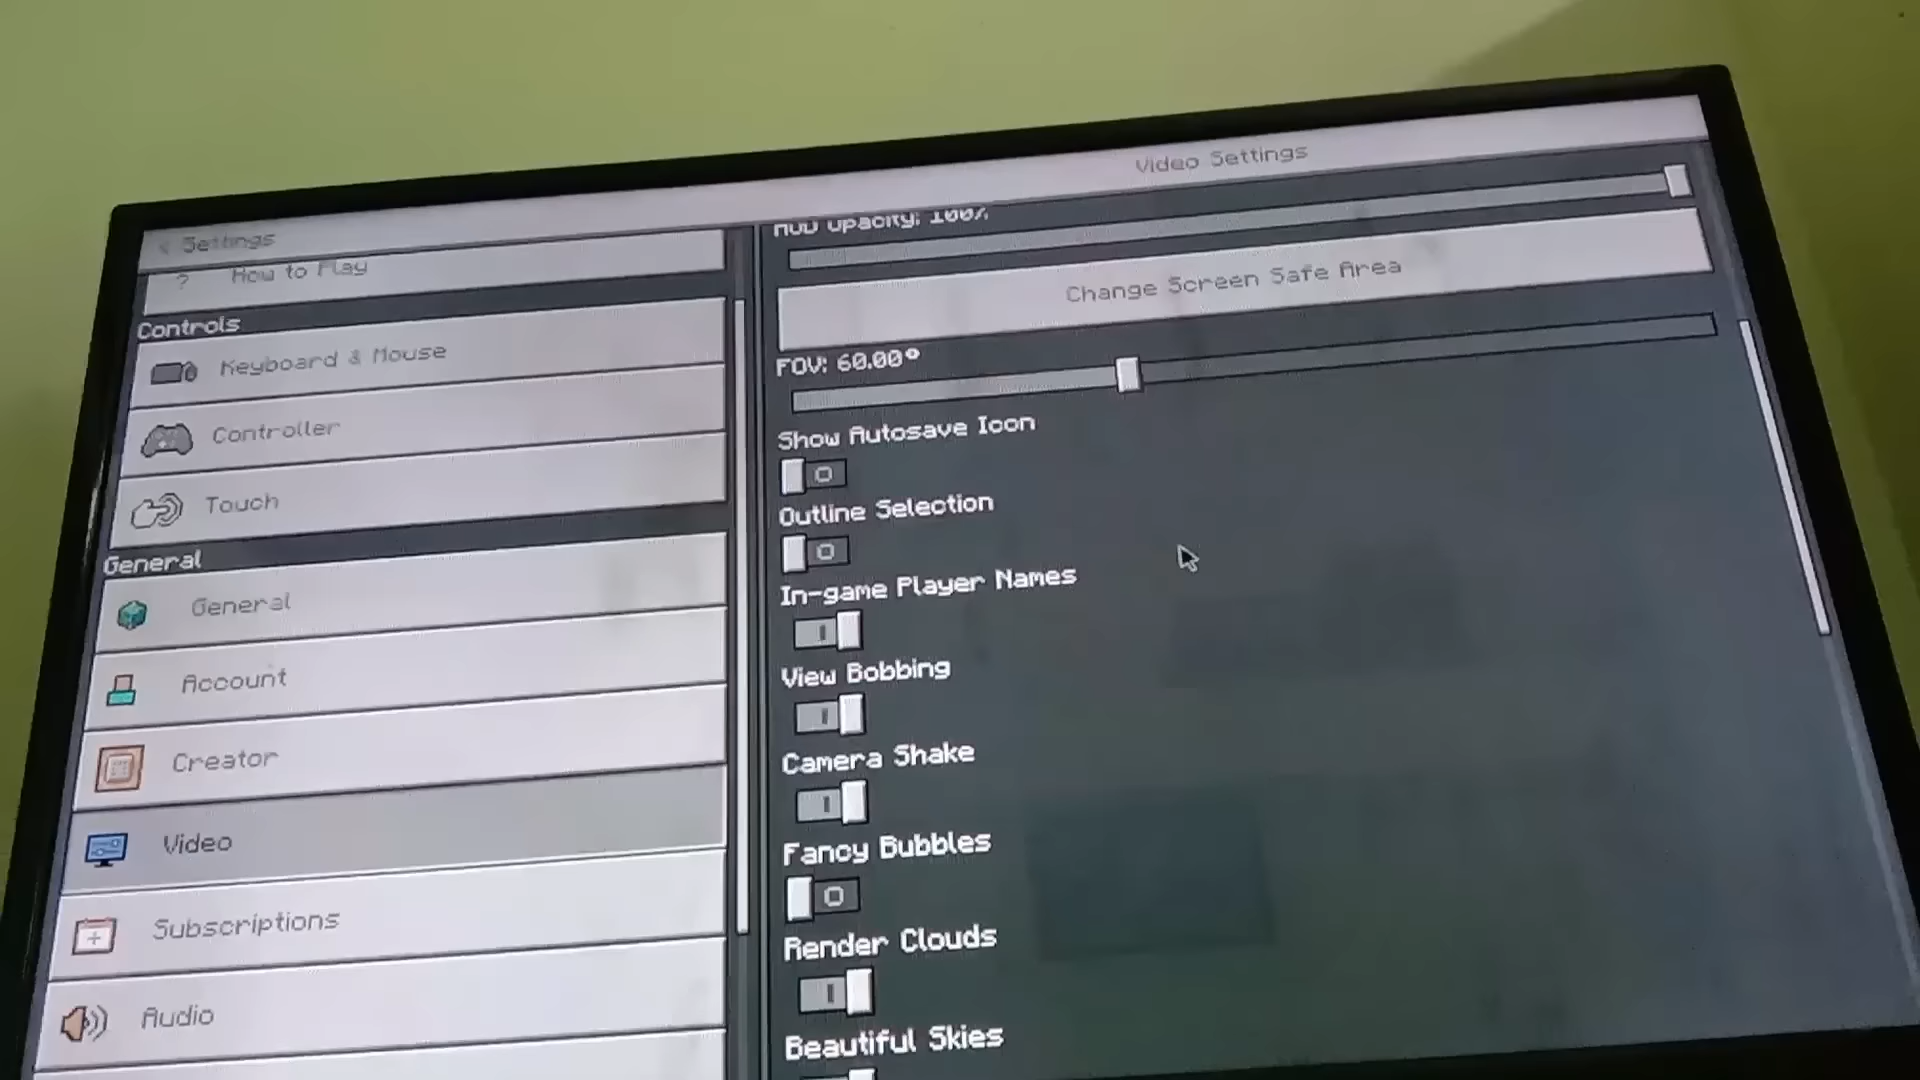 Video Settings
< Settings
? How to Play
Controls
Keyboard & Mouse
Controller
Touch
General
General
Account
Creator
Video
Subscriptions
Audio
HUD Opacity: 100%
Change Screen Safe Area
FOV: 60.00°
Show Autosave Icon
Outline Selection
In-game Player Names
View Bobbing
Camera Shake
Fancy Bubbles
Render Clouds
Beautiful Skies